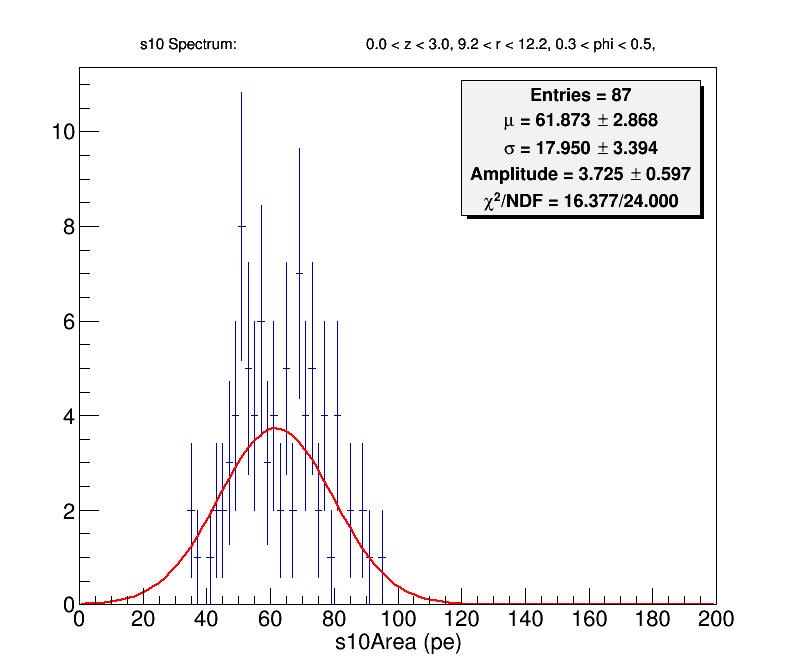 s10 Spectrum: 0.0 < z < 3.0, 9.2 < r < 12.2, 0.3 < phi < 0.5,
Entries = 87
μ = 61.873 ± 2.868
σ = 17.950 ± 3.394
Amplitude = 3.725 ± 0.597
χ²/NDF = 16.377/24.000
10
8
6
4
2
0
0 20 40 60 80 100 120 140 160 180 200
s10Area (pe)